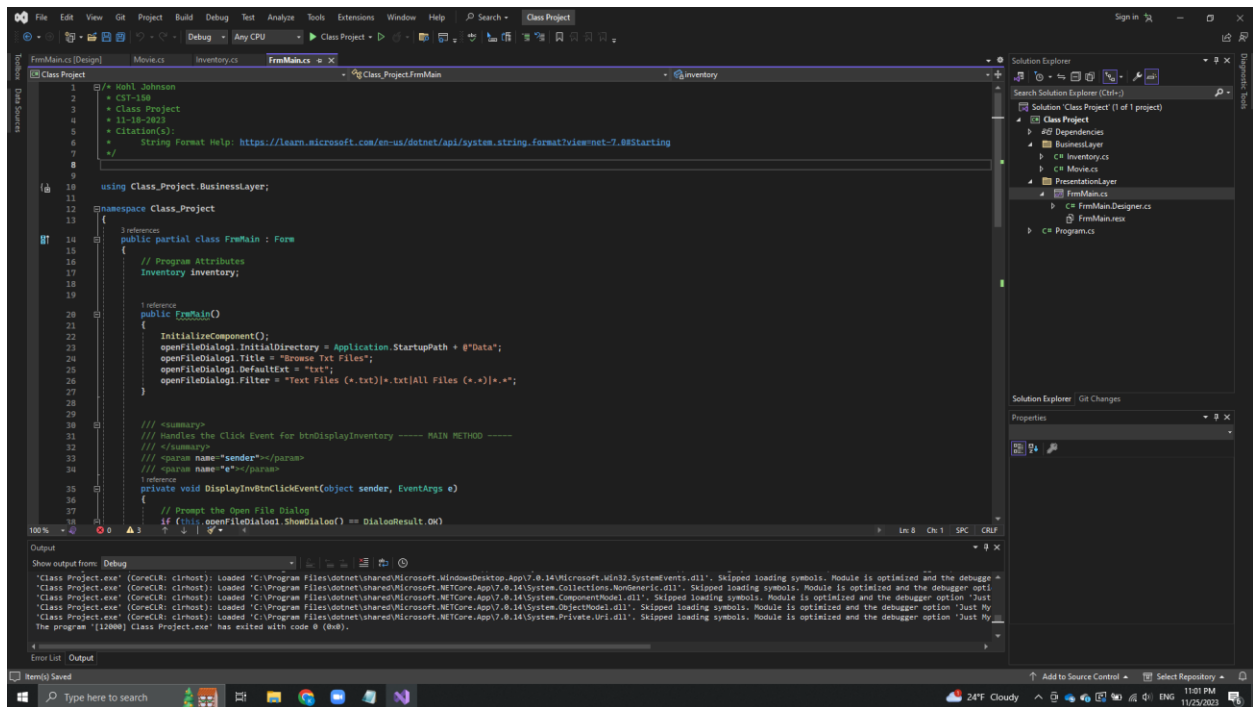 File Edit View Git Project Build Debug Test Analyze Tools Extensions Window Help Search Class Project Sign in
Debug Any CPU Class Project
Toolbox
Data Sources
FrmMain.cs [Design] Movie.cs Inventory.cs FrmMain.cs
Class Project Class_Project.FrmMain inventory
1 /* Kohl Johnson
2 * CST-150
3 * Class Project
4 * 11-18-2023
5 * Citation(s):
6 * String Format Help: https://learn.microsoft.com/en-us/dotnet/api/system.string.format?view=net-7.0#Starting
7 */
8
9
10 using Class_Project.BusinessLayer;
11
12 namespace Class_Project
13 {
3 references
14 public partial class FrmMain : Form
15 {
16 // Program Attributes
17 Inventory inventory;
18
19
1 reference
20 public FrmMain()
21 {
22 InitializeComponent();
23 openFileDialog1.InitialDirectory = Application.StartupPath + @"Data";
24 openFileDialog1.Title = "Browse Txt Files";
25 openFileDialog1.DefaultExt = "txt";
26 openFileDialog1.Filter = "Text Files (*.txt)|*.txt|All Files (*.*)|*.*";
27 }
28
29
30 /// <summary>
31 /// Handles the Click Event for btnDisplayInventory ----- MAIN METHOD -----
32 /// </summary>
33 /// <param name="sender"></param>
34 /// <param name="e"></param>
1 reference
35 private void DisplayInvBtnClickEvent(object sender, EventArgs e)
36 {
37 // Prompt the Open File Dialog
38 if (this.openFileDialog1.ShowDialog() == DialogResult.OK)
100 % 0 3 Ln: 8 Ch: 1 SPC CRLF
Output
Show output from: Debug
'Class Project.exe' (CoreCLR: clrhost): Loaded 'C:\Program Files\dotnet\shared\Microsoft.WindowsDesktop.App\7.0.14\Microsoft.Win32.SystemEvents.dll'. Skipped loading symbols. Module is optimized and the debugge
'Class Project.exe' (CoreCLR: clrhost): Loaded 'C:\Program Files\dotnet\shared\Microsoft.NETCore.App\7.0.14\System.Collections.NonGeneric.dll'. Skipped loading symbols. Module is optimized and the debugger opti
'Class Project.exe' (CoreCLR: clrhost): Loaded 'C:\Program Files\dotnet\shared\Microsoft.NETCore.App\7.0.14\System.ComponentModel.dll'. Skipped loading symbols. Module is optimized and the debugger option 'Just
'Class Project.exe' (CoreCLR: clrhost): Loaded 'C:\Program Files\dotnet\shared\Microsoft.NETCore.App\7.0.14\System.ObjectModel.dll'. Skipped loading symbols. Module is optimized and the debugger option 'Just My
'Class Project.exe' (CoreCLR: clrhost): Loaded 'C:\Program Files\dotnet\shared\Microsoft.NETCore.App\7.0.14\System.Private.Uri.dll'. Skipped loading symbols. Module is optimized and the debugger option 'Just My
The program '[12000] Class Project.exe' has exited with code 0 (0x0).
Error List Output
Solution Explorer
Search Solution Explorer (Ctrl+;)
Solution 'Class Project' (1 of 1 project)
Class Project
Dependencies
BusinessLayer
C# Inventory.cs
C# Movie.cs
PresentationLayer
FrmMain.cs
C# FrmMain.Designer.cs
FrmMain.resx
C# Program.cs
Solution Explorer Git Changes
Properties
Diagnostic Tools
Item(s) Saved Add to Source Control Select Repository
Type here to search 24°F Cloudy ENG 11:01 PM
11/25/2023